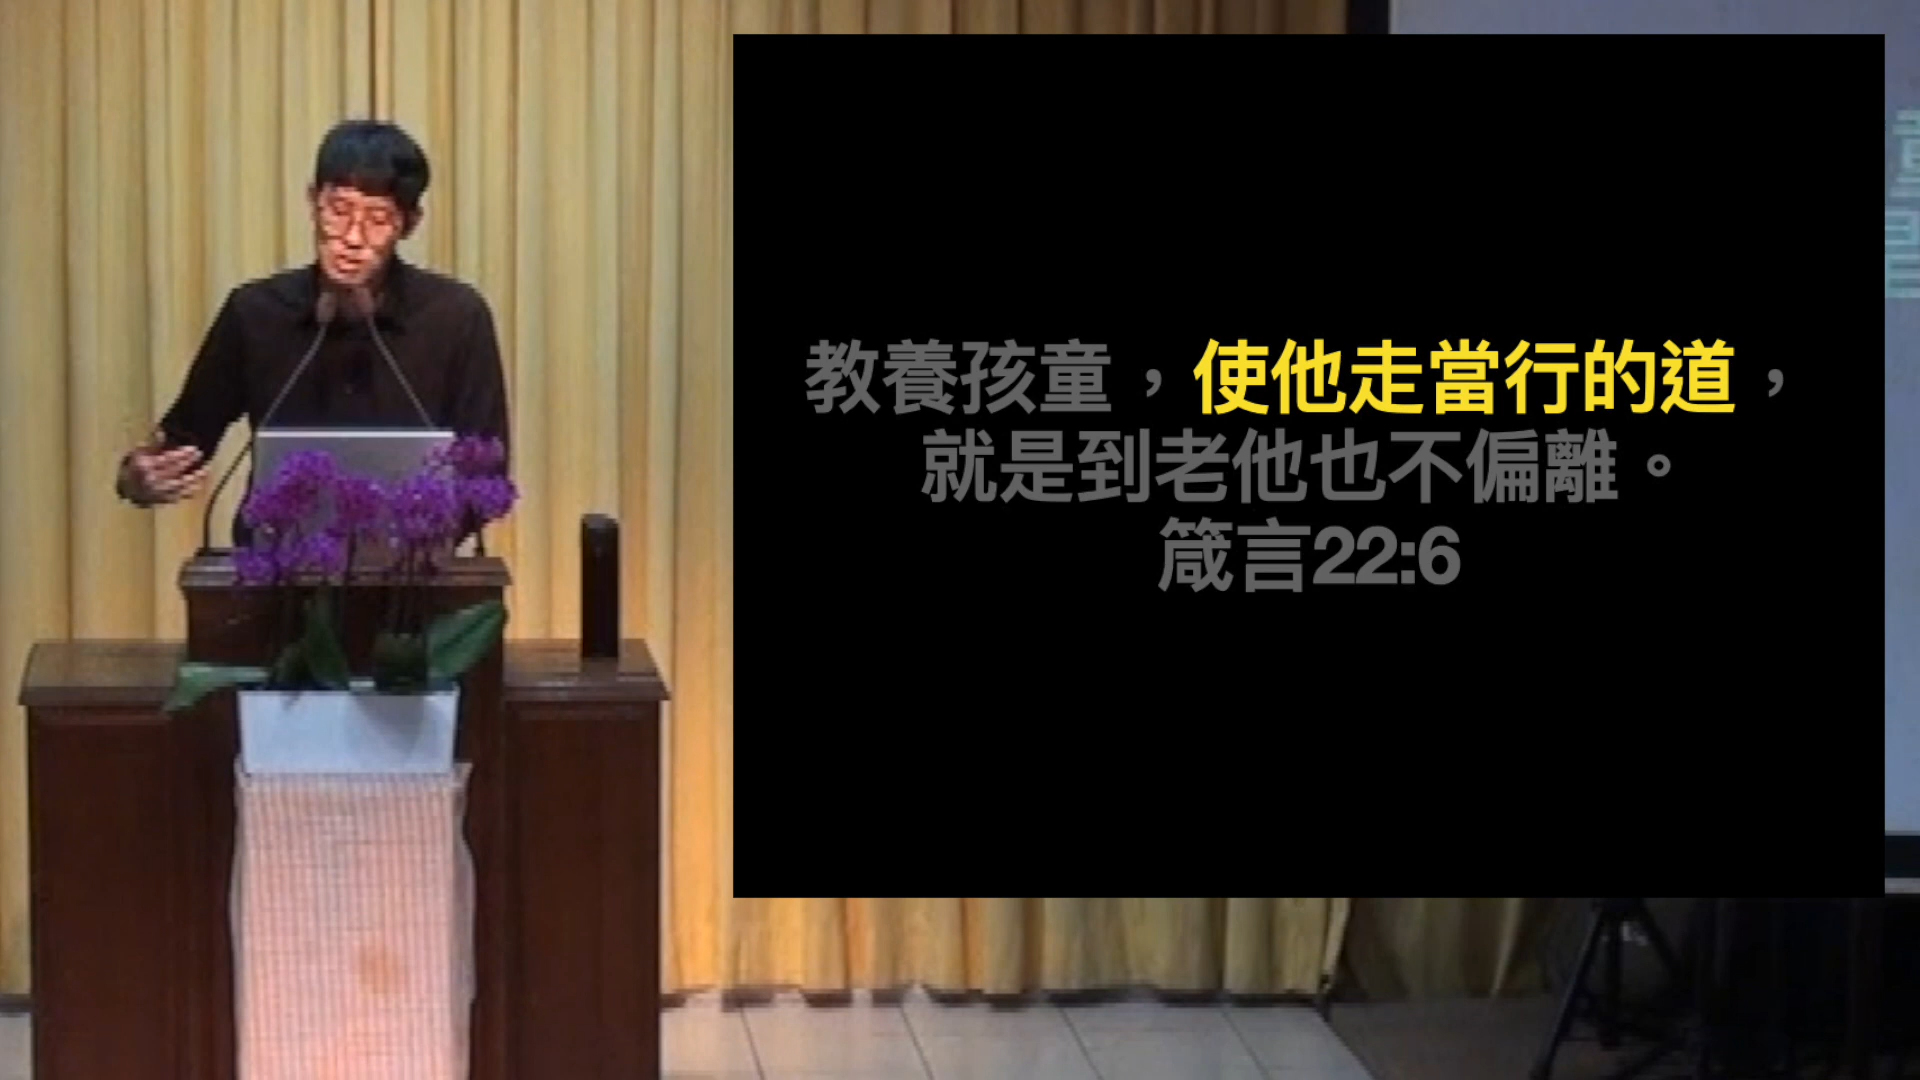 教養孩童，使他走當行的道，
就是到老他也不偏離。
箴言22:6